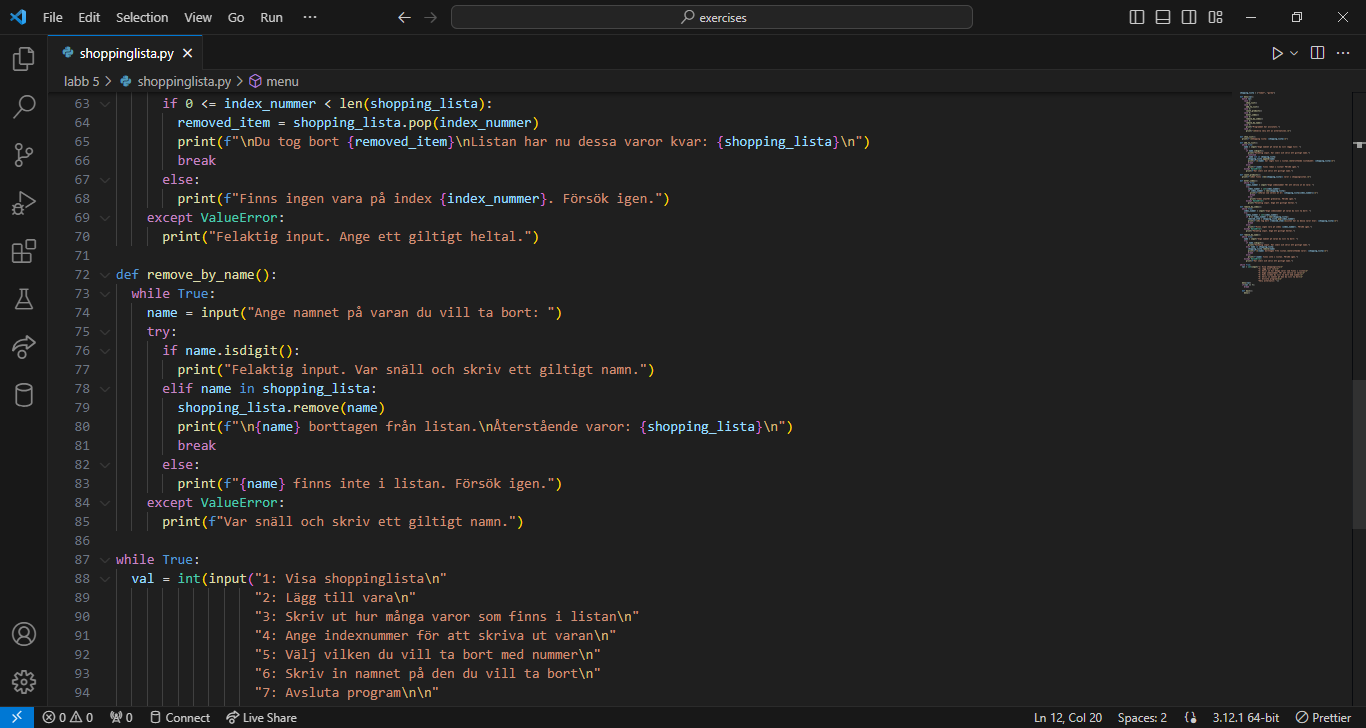 File Edit Selection View Go Run ··· exercises
shoppinglista.py
labb 5 > shoppinglista.py > menu
63 if 0 <= index_nummer < len(shopping_lista):
64 removed_item = shopping_lista.pop(index_nummer)
65 print(f"\nDu tog bort {removed_item}\nListan har nu dessa varor kvar: {shopping_lista}\n")
66 break
67 else:
68 print(f"Finns ingen vara på index {index_nummer}. Försök igen.")
69 except ValueError:
70 print("Felaktig input. Ange ett giltigt heltal.")
71
72 def remove_by_name():
73 while True:
74 name = input("Ange namnet på varan du vill ta bort: ")
75 try:
76 if name.isdigit():
77 print("Felaktig input. Var snäll och skriv ett giltigt namn.")
78 elif name in shopping_lista:
79 shopping_lista.remove(name)
80 print(f"\n{name} borttagen från listan.\nÅterstående varor: {shopping_lista}\n")
81 break
82 else:
83 print(f"{name} finns inte i listan. Försök igen.")
84 except ValueError:
85 print(f"Var snäll och skriv ett giltigt namn.")
86
87 while True:
88 val = int(input("1: Visa shoppinglista\n"
89 "2: Lägg till vara\n"
90 "3: Skriv ut hur många varor som finns i listan\n"
91 "4: Ange indexnummer för att skriva ut varan\n"
92 "5: Välj vilken du vill ta bort med nummer\n"
93 "6: Skriv in namnet på den du vill ta bort\n"
94 "7: Avsluta program\n\n"
0 0 0 Connect Live Share Ln 12, Col 20 Spaces: 2 3.12.1 64-bit Prettier